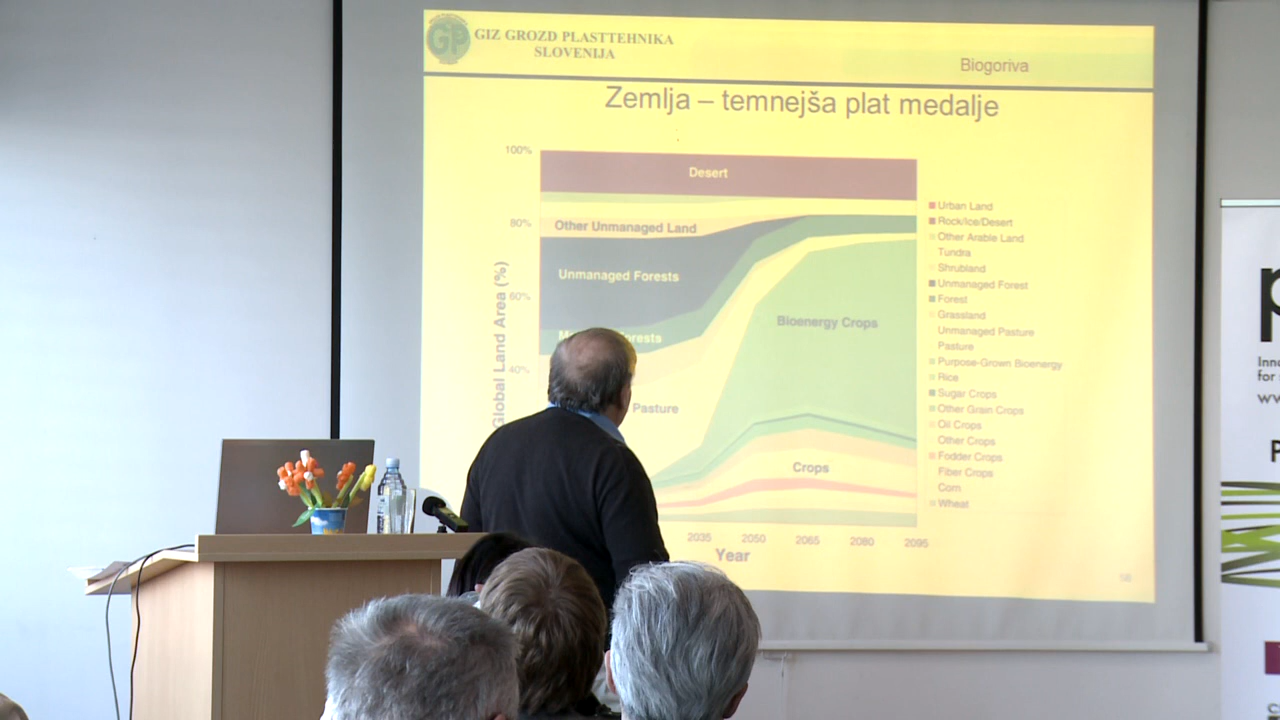 GP
GIZ GROZD PLASTTEHNIKA
SLOVENIJA
Biogoriva
Zemlja – temnejša plat medalje
100%
80%
60%
40%
Global Land Area (%)
Desert
Other Unmanaged Land
Unmanaged Forests
Pasture
Bioenergy Crops
Crops
2035 2050 2065 2080 2095
Year
Urban Land
Rock/Ice/Desert
Other Arable Land
Tundra
Shrubland
Unmanaged Forest
Forest
Grassland
Unmanaged Pasture
Pasture
Purpose-Grown Bioenergy
Rice
Sugar Crops
Other Grain Crops
Oil Crops
Other Crops
Fodder Crops
Fiber Crops
Corn
Wheat
for